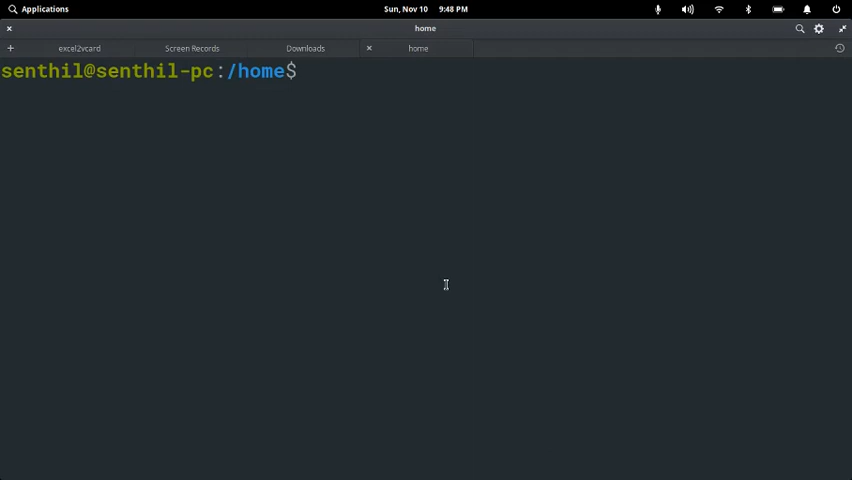 Applications Sun, Nov 10 9:48 PM
home
excel2vcard Screen Records Downloads home
senthil@senthil-pc:/home$